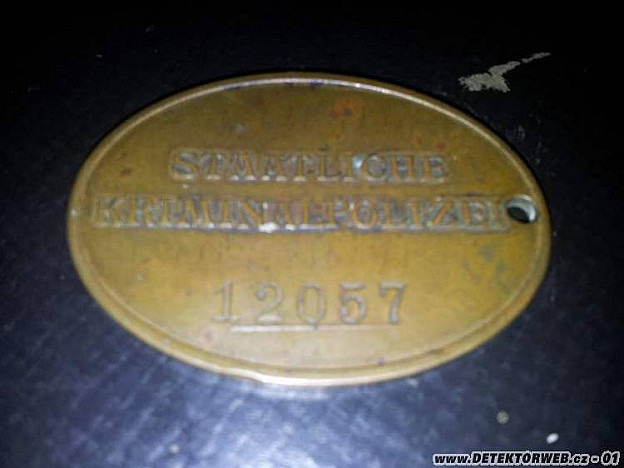 STAATLICHE
KRIMINALPOLIZEI
12057
www.DETEKTORWEB.cz - 01